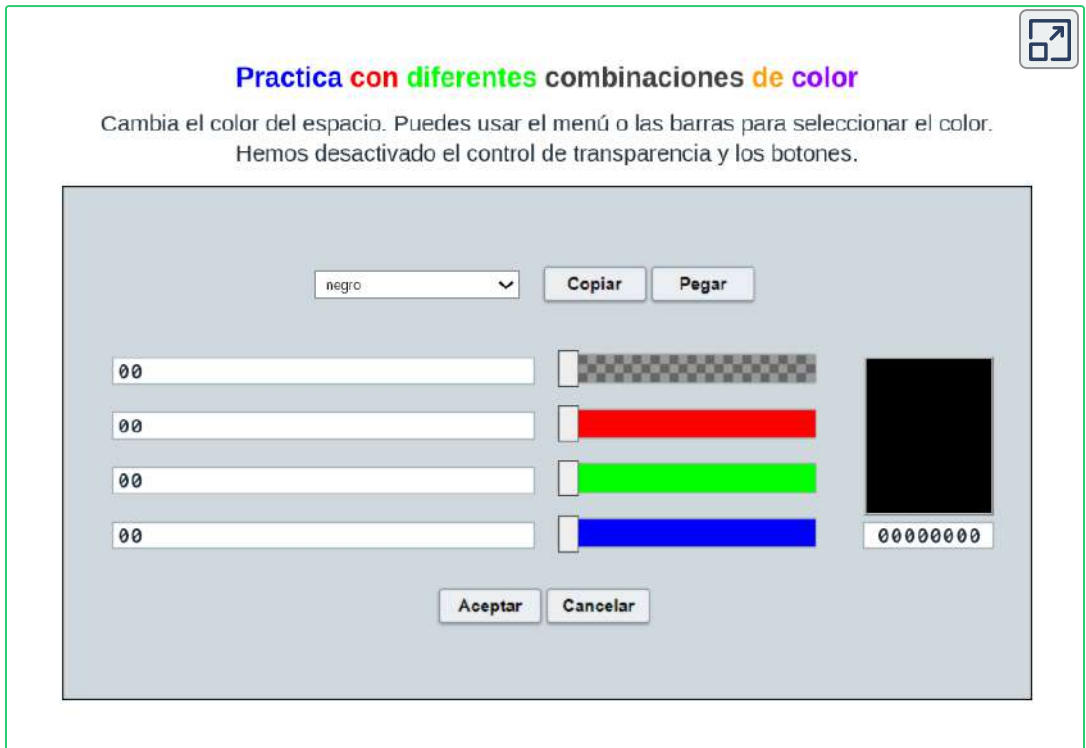 Practica con diferentes combinaciones de color
Cambia el color del espacio. Puedes usar el menú o las barras para seleccionar el color.
Hemos desactivado el control de transparencia y los botones.
negro
Copiar
Pegar
00
00
00
00
00000000
Aceptar
Cancelar